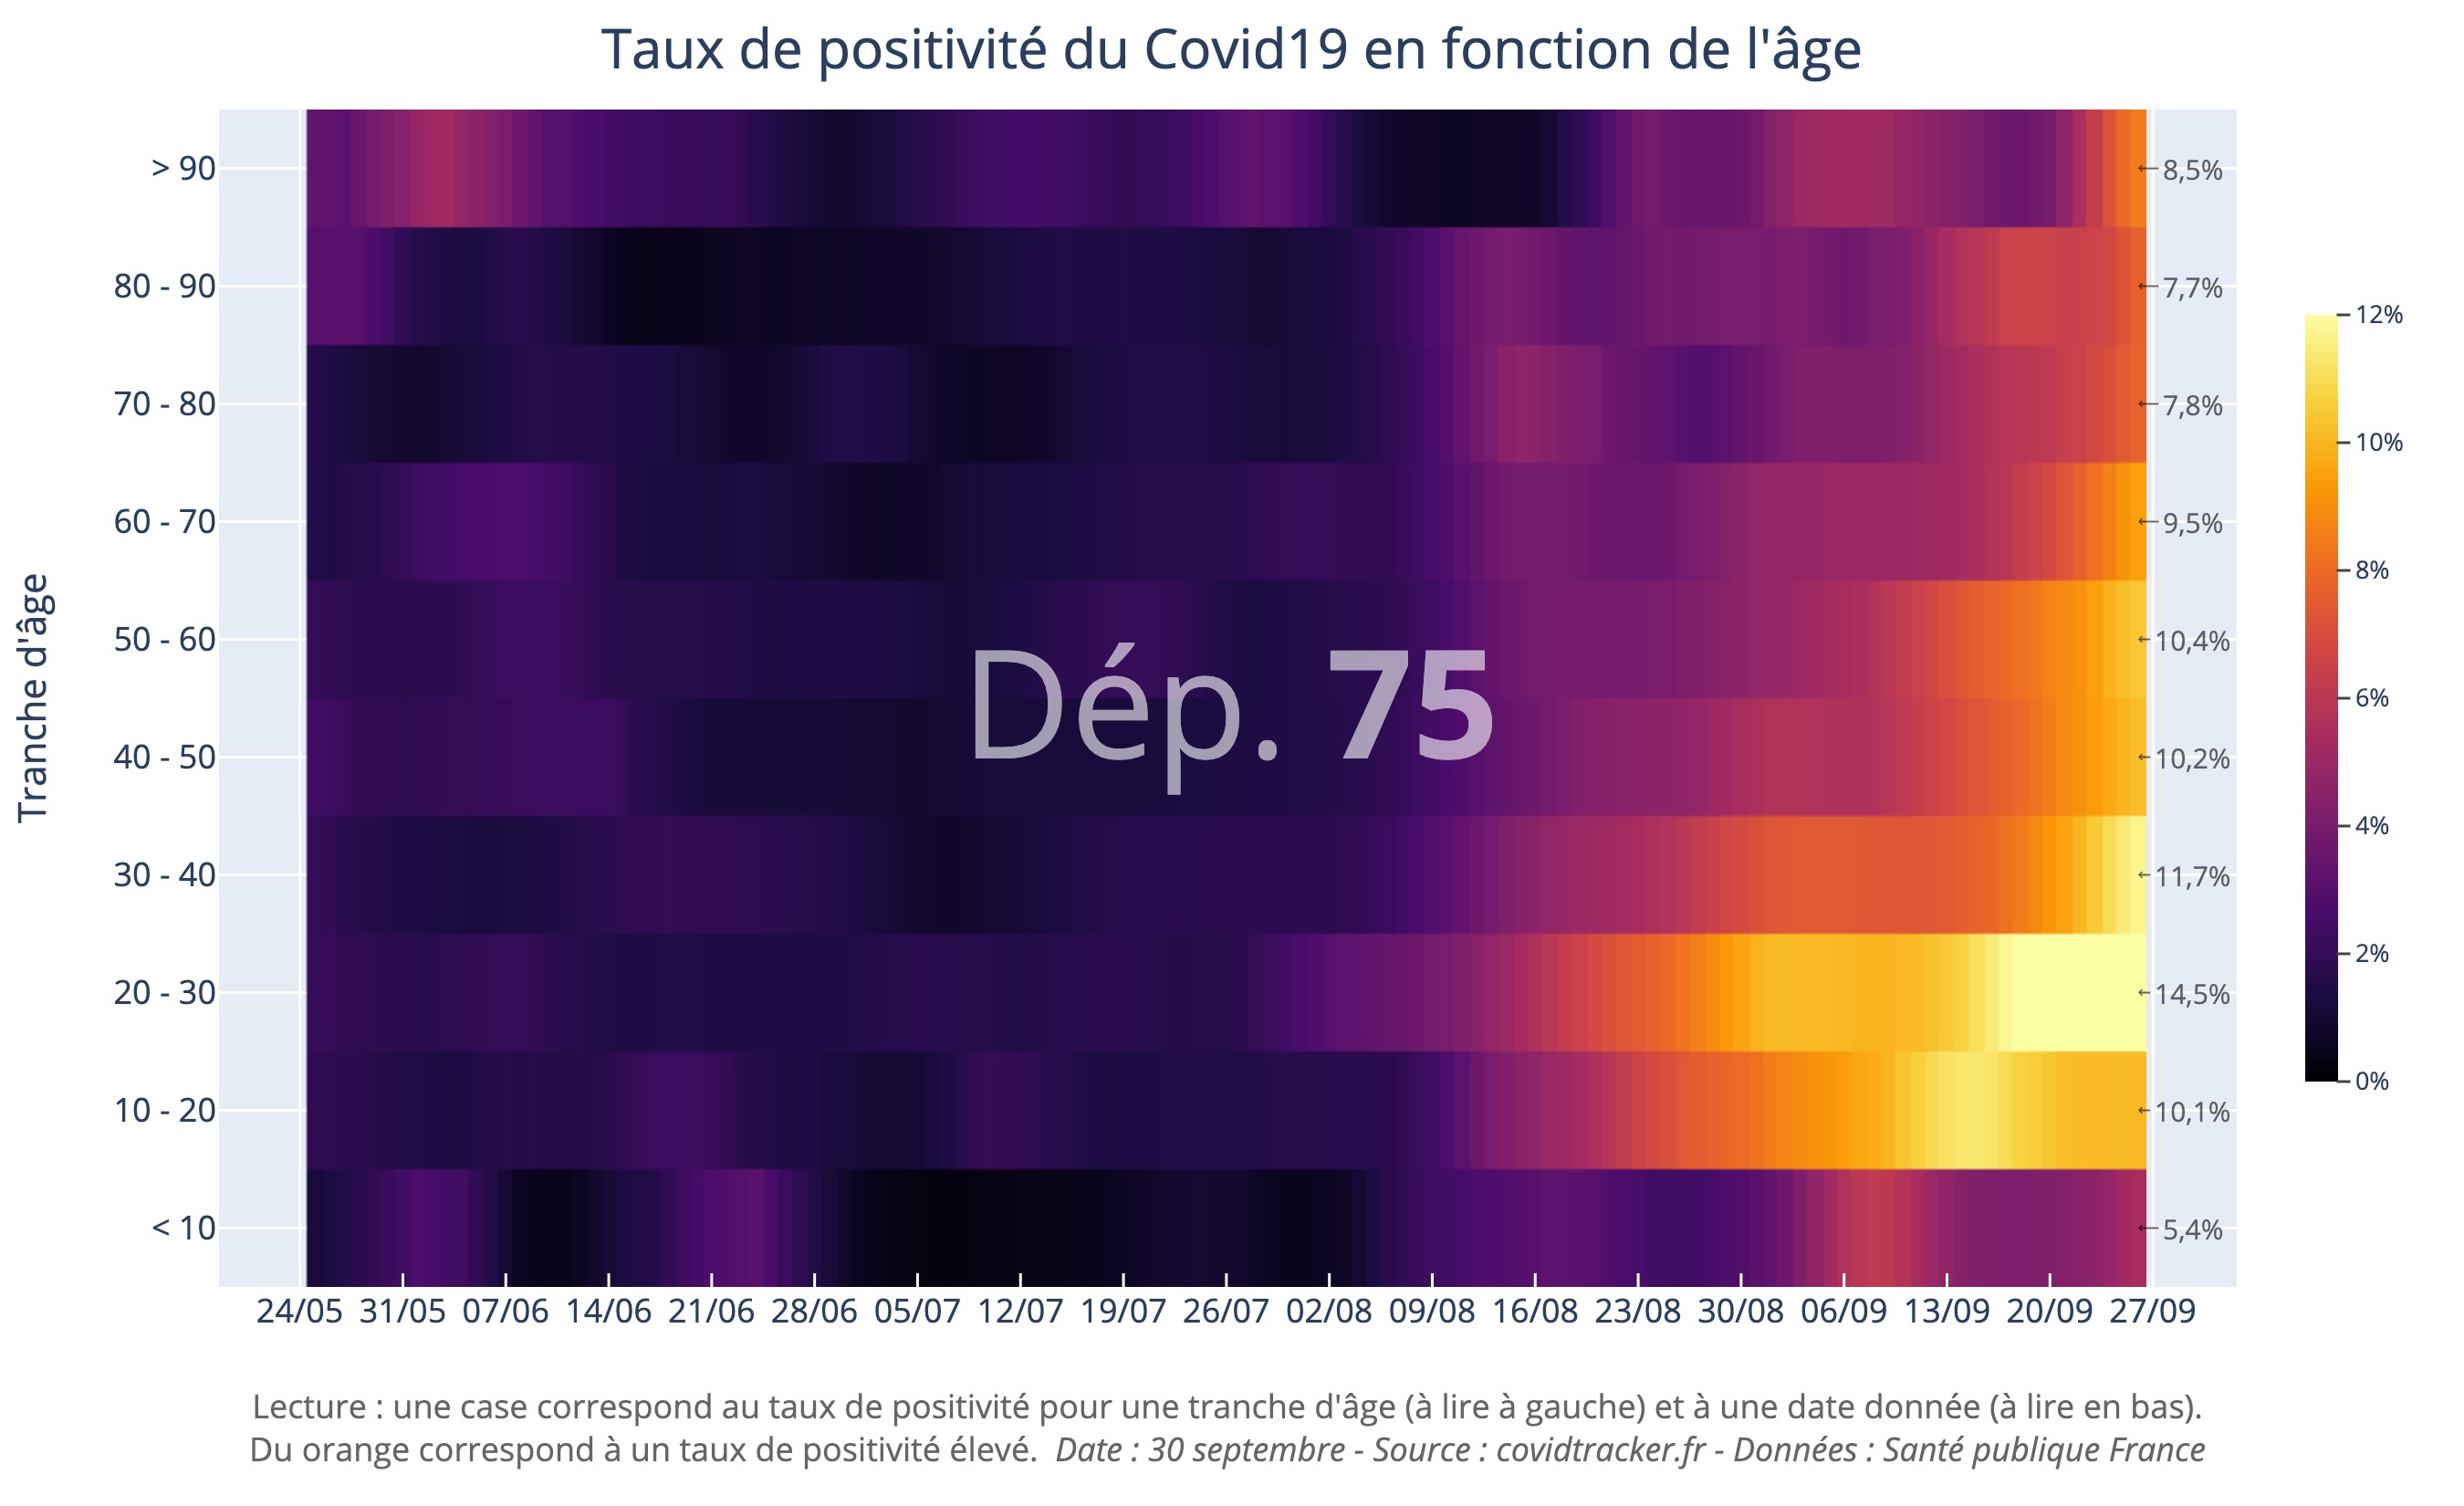 Taux de positivité du Covid19 en fonction de l'âge
Tranche d'âge
> 90
80 - 90
70 - 80
60 - 70
50 - 60
40 - 50
30 - 40
20 - 30
10 - 20
< 10
Dép. 75
←8,5%
←7,7%
←7,8%
←9,5%
←10,4%
←10,2%
←11,7%
←14,5%
←10,1%
←5,4%
12%
10%
8%
6%
4%
2%
0%
24/05 31/05 07/06 14/06 21/06 28/06 05/07 12/07 19/07 26/07 02/08 09/08 16/08 23/08 30/08 06/09 13/09 20/09 27/09
Lecture : une case correspond au taux de positivité pour une tranche d'âge (à lire à gauche) et à une date donnée (à lire en bas).
Du orange correspond à un taux de positivité élevé. Date : 30 septembre - Source : covidtracker.fr - Données : Santé publique France